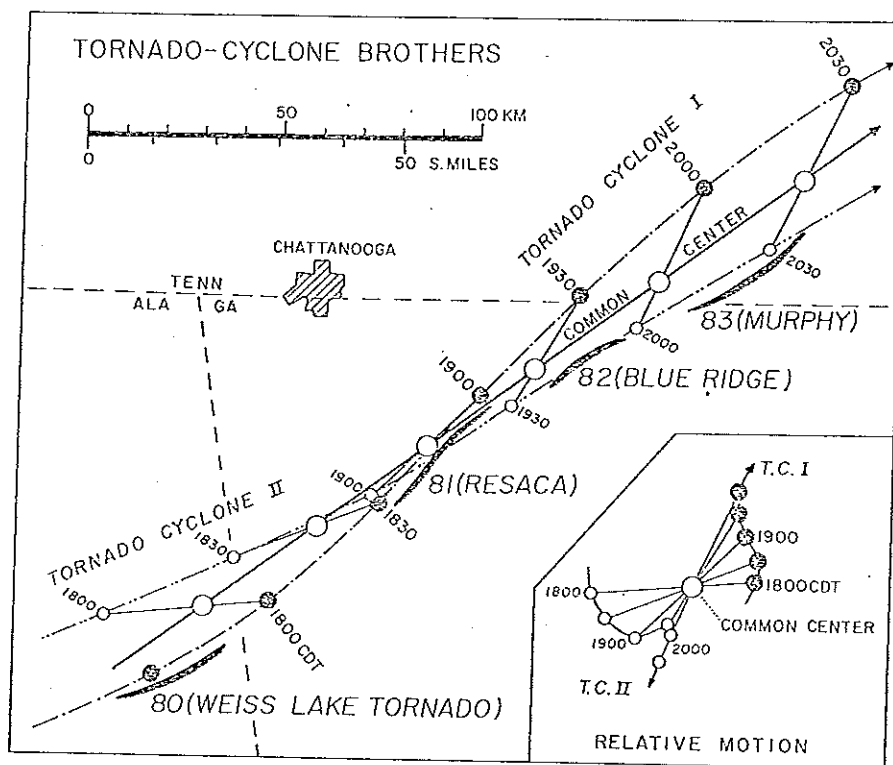 TORNADO-CYCLONE BROTHERS
0 50 100 KM
0 50 S. MILES
2030
TORNADO CYCLONE I
2000
CENTER
COMMON
CHATTANOOGA
1930
2030
TENN
ALA GA
83(MURPHY)
2000
1900
82(BLUE RIDGE)
1930
81(RESACA)
1900
1830
TORNADO CYCLONE II
1830
1800
1800 CDT
80(WEISS LAKE TORNADO)
T.C. I
1900
1800
1800CDT
COMMON CENTER
1900
2000
T.C. II
RELATIVE MOTION